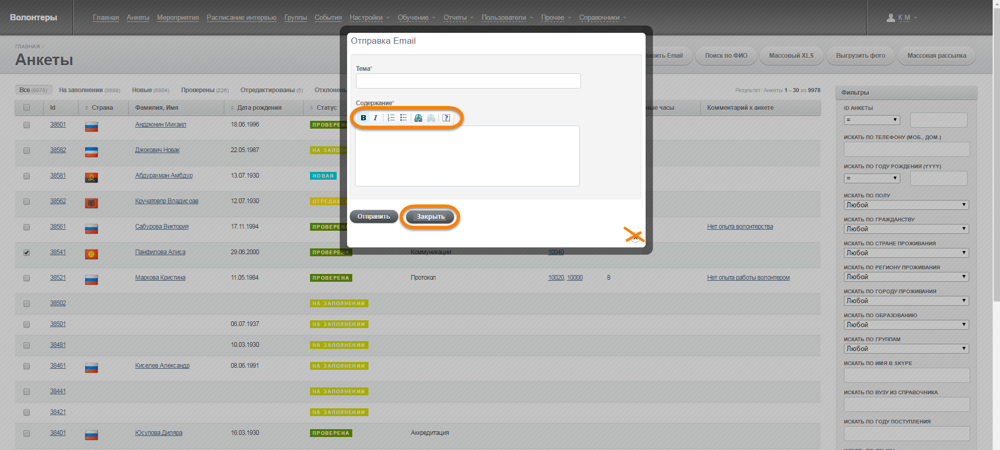 Волонтеры
Главная Анкеты Мероприятия Расписание интервью Группы События Настройки Обучение Отчеты Пользователи Прочее Справочники
К М
ГЛАВНАЯ /
Анкеты
Email Поиск по ФИО Массовый XLS Выгрузить фото Массовая рассылка
Отправка Email
Тема*
Содержание*
B I ?
Отправить Закрыть
Все (9978) На заполнении (3889) Новые (5804) Проверены (226) Отредактированы (5)
Результат: Анкеты 1 - 30 из 9978
Id Страна Фамилия, Имя Дата рождения Статус часы Комментарий к анкете
38601 Андрюнин Михаил 18.06.1996 ПРОВЕРЕНА
38582 Джокович Новак 22.05.1987 НА ЗАПОЛ
38581 Абдурахман Амбдур 13.07.1930 НОВАЯ
38562 Кручатовпр Владисоав 12.07.1930 ОТРЕДАКТИ
38561 Сабурова Виктория 17.11.1994 ПРОВЕРЕНА Нет опыта волонтерства
38541 Панфилова Алиса 29.06.2000 ПРОВЕРЕНА Коммуникации 10040
38521 Маркова Кристина 11.05.1984 ПРОВЕРЕНА Протокол 10020, 10000 8 Нет опыта работы волонтером
38502 НА ЗАПОЛНЕНИИ
38501 06.07.1937 НА ЗАПОЛНЕНИИ
38481 10.03.1930 НА ЗАПОЛНЕНИИ
38461 Киселев Александр 08.06.1991 НА ЗАПОЛНЕНИИ
38441 НА ЗАПОЛНЕНИИ
38421 НА ЗАПОЛНЕНИИ
38401 Юсупова Диляра 16.03.1930 ПРОВЕРЕНА Аккредитация
Фильтры
ID АНКЕТЫ
=
ИСКАТЬ ПО ТЕЛЕФОНУ (МОБ., ДОМ.)
ИСКАТЬ ПО ГОДУ РОЖДЕНИЯ (YYYY)
=
ИСКАТЬ ПО ПОЛУ
Любой
ИСКАТЬ ПО ГРАЖДАНСТВУ
Любой
ИСКАТЬ ПО СТРАНЕ ПРОЖИВАНИЯ
Любой
ИСКАТЬ ПО РЕГИОНУ ПРОЖИВАНИЯ
Любой
ИСКАТЬ ПО ГОРОДУ ПРОЖИВАНИЯ
Любой
ИСКАТЬ ПО ОБРАЗОВАНИЮ
Любой
ИСКАТЬ ПО ГРУППАМ
Любой
ИСКАТЬ ПО ИМЯ В SKYPE
ИСКАТЬ ПО ВУЗУ ИЗ СПРАВОЧНИКА
ИСКАТЬ ПО ГОДУ ПОСТУПЛЕНИЯ